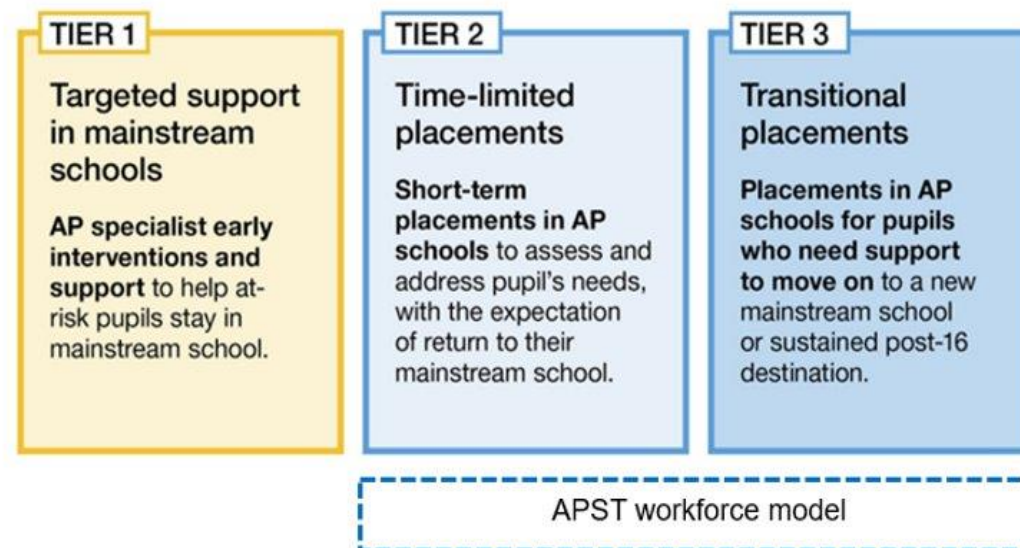 TIER 1
Targeted support
in mainstream
schools
AP specialist early
interventions and
support to help at-
risk pupils stay in
mainstream school.
TIER 2
Time-limited
placements
Short-term
placements in AP
schools to assess and
address pupil's needs,
with the expectation
of return to their
mainstream school.
TIER 3
Transitional
placements
Placements in AP
schools for pupils
who need support
to move on to a new
mainstream school
or sustained post-16
destination.
APST workforce model